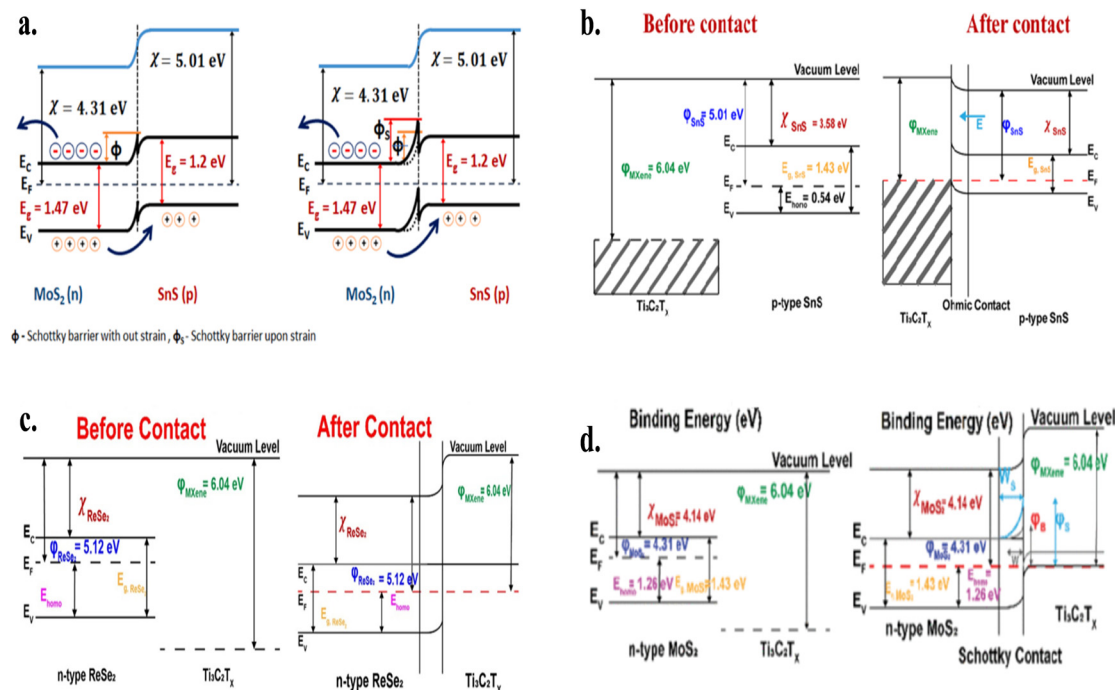 a.
χ = 5.01 eV
χ = 4.31 eV
ϕ
E_C
E_F
E_g = 1.2 eV
E_g = 1.47 eV
E_V
MoS₂ (n)
SnS (p)
χ = 5.01 eV
χ = 4.31 eV
ϕ_S
ϕ
E_C
E_F
E_g = 1.2 eV
E_g = 1.47 eV
E_V
MoS₂ (n)
SnS (p)
ϕ - Schottky barrier with out strain , ϕ_S- Schottky barrier upon strain
b.
Before contact
Vacuum Level
φ_SnS = 5.01 eV
χ_SnS = 3.58 eV
E_C
φ_MXene = 6.04 eV
E_g, SnS = 1.43 eV
E_F
E_homo = 0.54 eV
E_V
Ti₃C₂T_x
p-type SnS
After contact
Vacuum Level
φ_MXene
E
φ_SnS
χ_SnS
E_C
E_g, SnS
E_F
E_V
Ohmic Contact
Ti₃C₂T_x
p-type SnS
c.
Before Contact
Vacuum Level
φ_MXene = 6.04 eV
χ_ReSe₂
E_C
φ_ReSe₂ = 5.12 eV
E_F
E_homo
E_g, ReSe₂
E_V
n-type ReSe₂
Ti₃C₂T_x
After Contact
Vacuum Level
φ_MXene = 6.04 eV
χ_ReSe₂
E_C
φ_ReSe₂ = 5.12 eV
E_F
E_homo
E_g, ReSe₂
E_V
n-type ReSe₂
Ti₃C₂T_x
d.
Binding Energy (eV)
Vacuum Level
φ_MXene = 6.04 eV
χ_MoS₂ = 4.14 eV
E_C
φ_MoS₂ = 4.31 eV
E_F
E_homo = 1.26 eV
E_g, MoS₂ = 1.43 eV
E_V
n-type MoS₂
Ti₃C₂T_x
Binding Energy (eV)
Vacuum Level
φ_MXene = 6.04 eV
W_S
χ_MoS₂ = 4.14 eV
φ_B
φ_S
E_C
φ_MoS₂ = 4.31 eV
W
E_F
E_g, MoS₂ = 1.43 eV
E_homo = 1.26 eV
E_V
Ti₃C₂T_x
n-type MoS₂
Schottky Contact